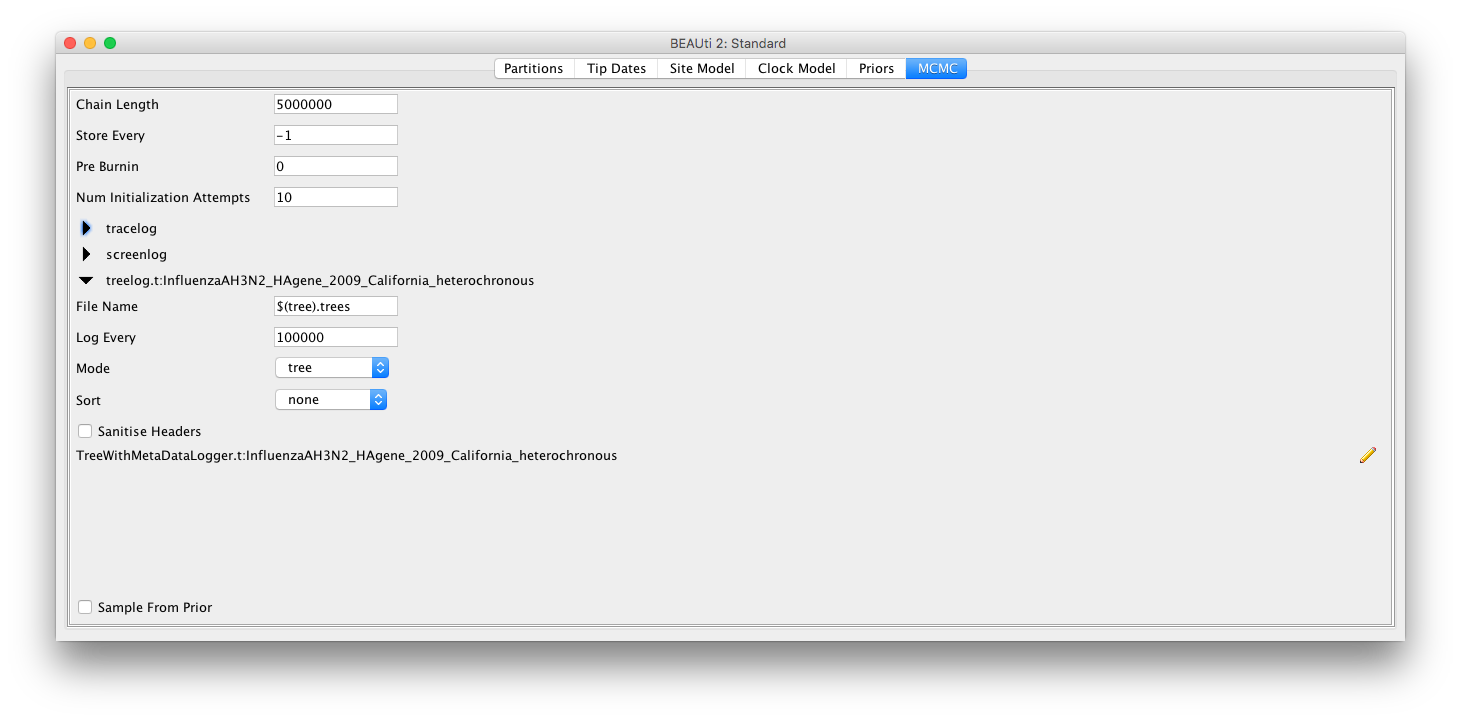 BEAUti 2: Standard
Partitions Tip Dates Site Model Clock Model Priors MCMC
Chain Length 5000000
Store Every -1
Pre Burnin 0
Num Initialization Attempts 10
tracelog
screenlog
treelog.t:InfluenzaAH3N2_HAgene_2009_California_heterochronous
File Name $(tree).trees
Log Every 100000
Mode tree
Sort none
Sanitise Headers
TreeWithMetaDataLogger.t:InfluenzaAH3N2_HAgene_2009_California_heterochronous
Sample From Prior